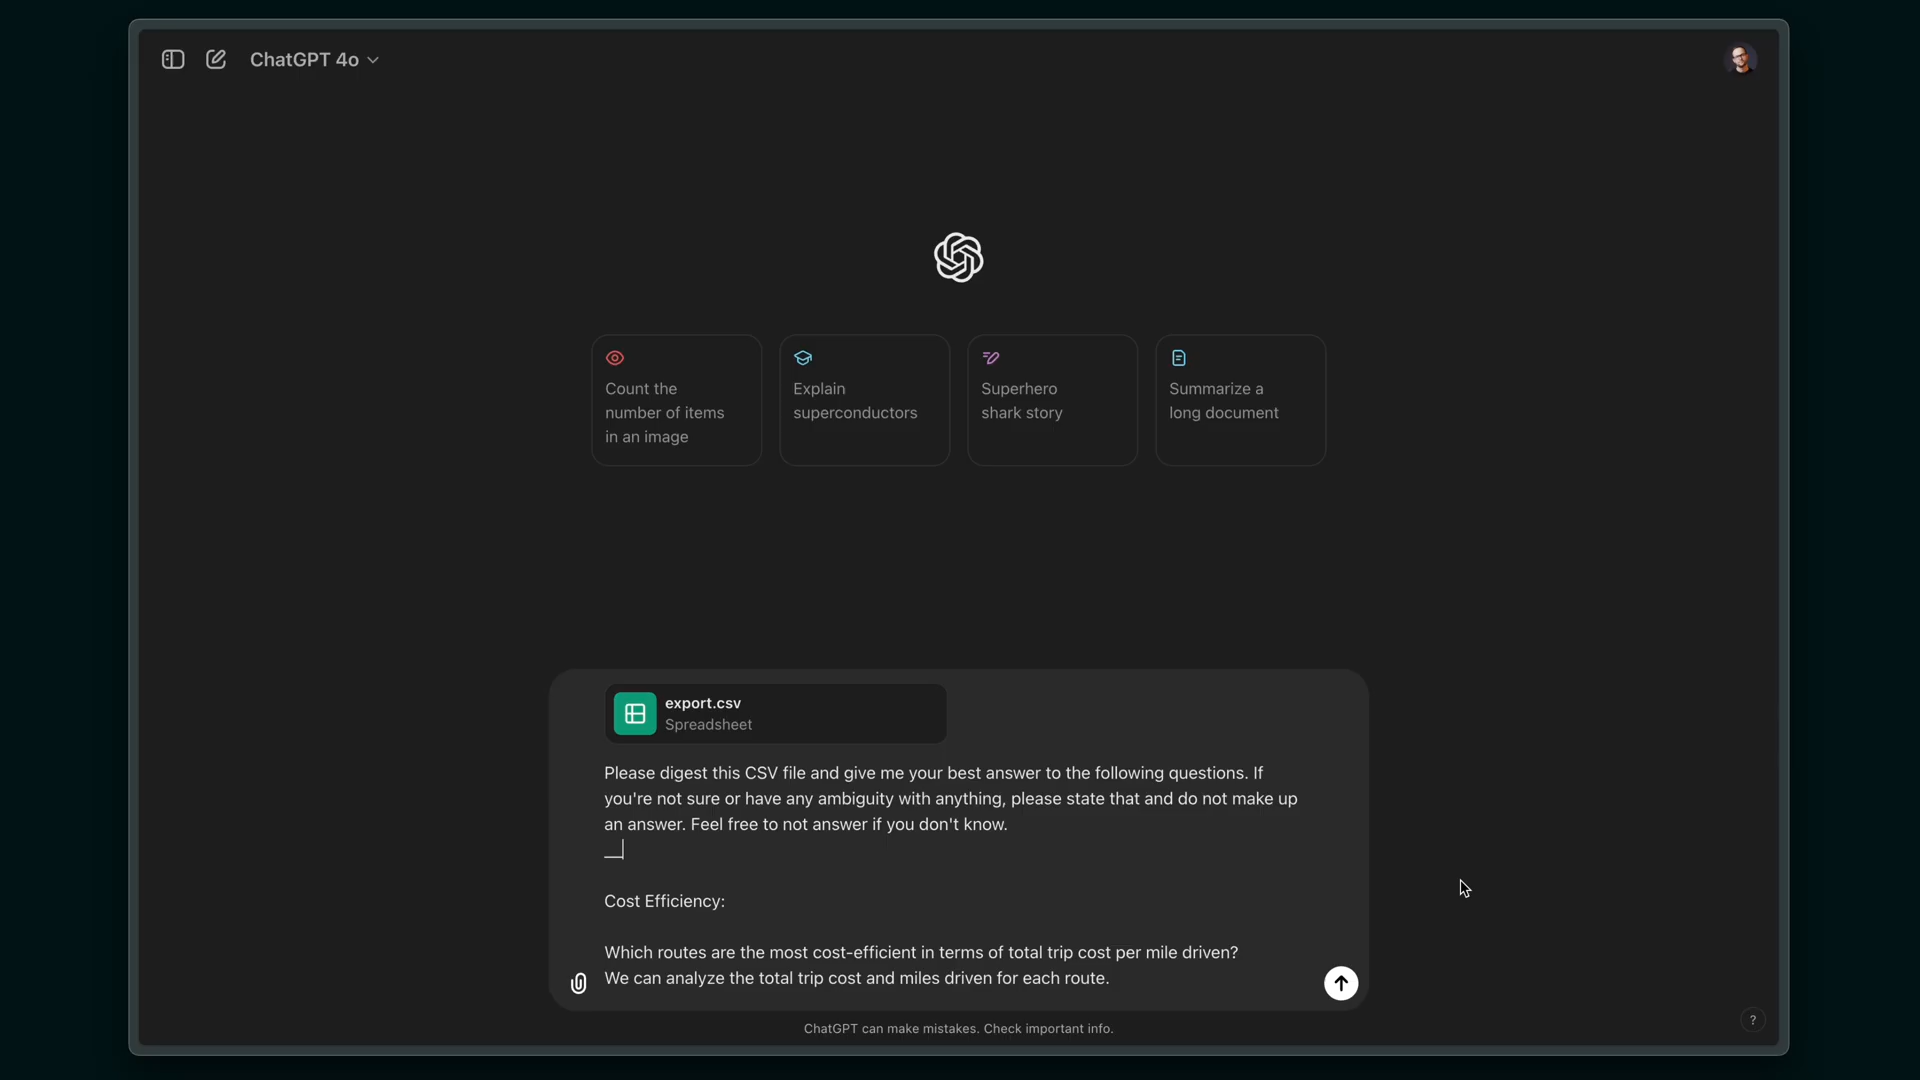 ChatGPT 4o
Count the
number of items
in an image
Explain
superconductors
Superhero
shark story
Summarize a
long document
export.csv
Spreadsheet
Please digest this CSV file and give me your best answer to the following questions. If
you're not sure or have any ambiguity with anything, please state that and do not make up
an answer. Feel free to not answer if you don't know.
__
Cost Efficiency:
Which routes are the most cost-efficient in terms of total trip cost per mile driven?
We can analyze the total trip cost and miles driven for each route.
ChatGPT can make mistakes. Check important info.
?